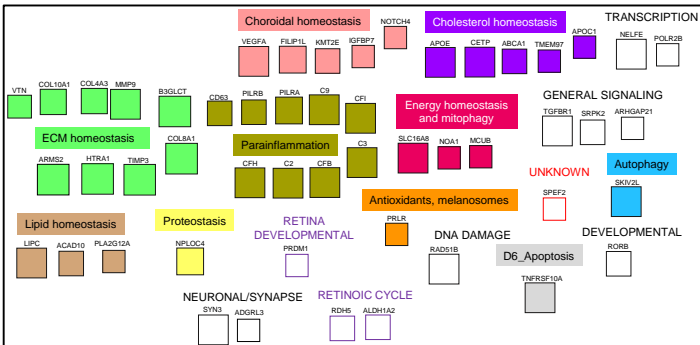 Choroidal homeostasis
NOTCH4
VEGFA FILIP1L KMT2E IGFBP7
Cholesterol homeostasis
APOC1
APOE CETP ABCA1 TMEM97
TRANSCRIPTION
NELFE POLR2B
VTN COL10A1 COL4A3 MMP9 B3GLCT
ECM homeostasis
COL8A1
ARMS2 HTRA1 TIMP3
CD63 PILRB PILRA C9 CFI
Parainflammation
C3
CFH C2 CFB
Energy homeostasis
and mitophagy
SLC16A8 NOA1 MCUB
GENERAL SIGNALING
TGFBR1 SRPK2 ARHGAP21
UNKNOWN
SPEF2
Autophagy
SKIV2L
Lipid homeostasis
LIPC ACAD10 PLA2G12A
Proteostasis
NPLOC4
RETINA
DEVELOPMENTAL
PRDM1
Antioxidants, melanosomes
PRLR
DNA DAMAGE
RAD51B
D6_Apoptosis
TNFRSF10A
DEVELOPMENTAL
RORB
NEURONAL/SYNAPSE
SYN3 ADGRL3
RETINOIC CYCLE
RDH5 ALDH1A2